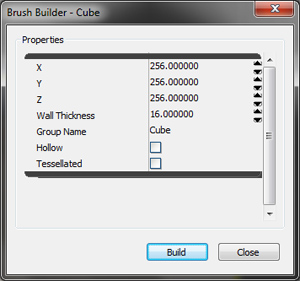 Brush Builder - Cube
Properties
X 256.000000
Y 256.000000
Z 256.000000
Wall Thickness 16.000000
Group Name Cube
Hollow
Tessellated
Build Close